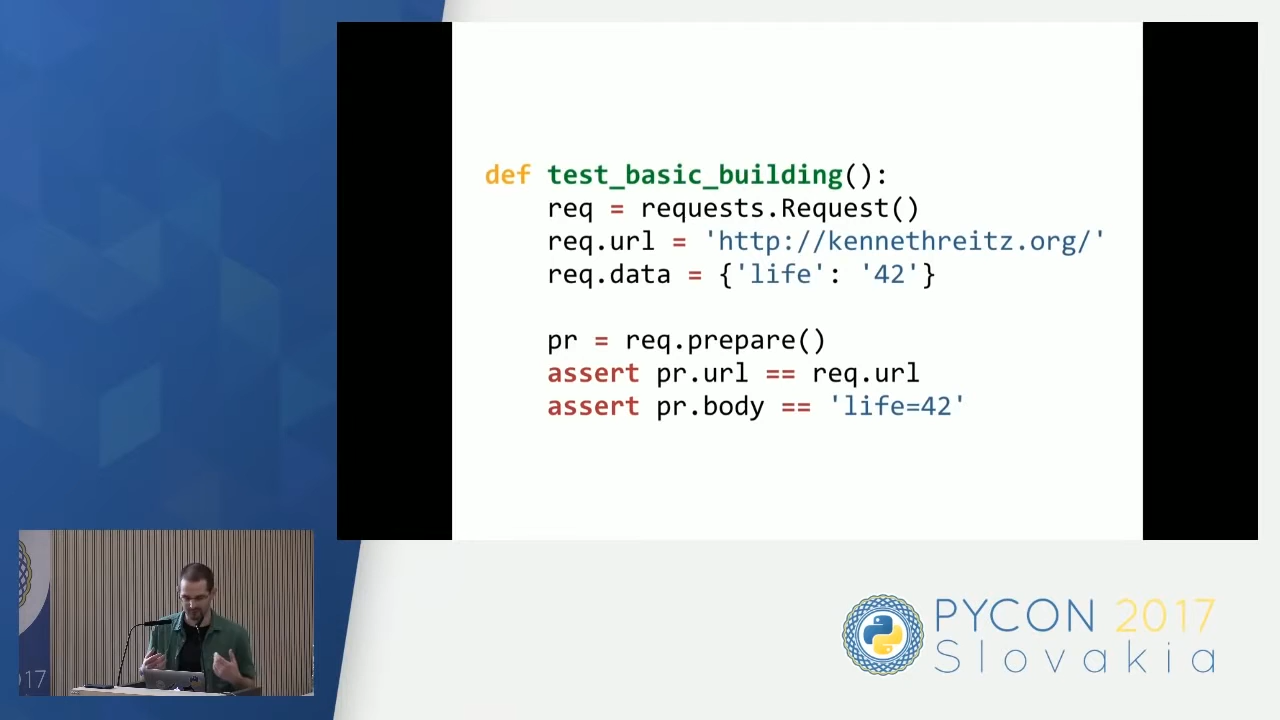 def test_basic_building():
    req = requests.Request()
    req.url = 'http://kennethreitz.org/'
    req.data = {'life': '42'}
    pr = req.prepare()
    assert pr.url == req.url
    assert pr.body == 'life=42'
17
PYCON 2017
Slovakia